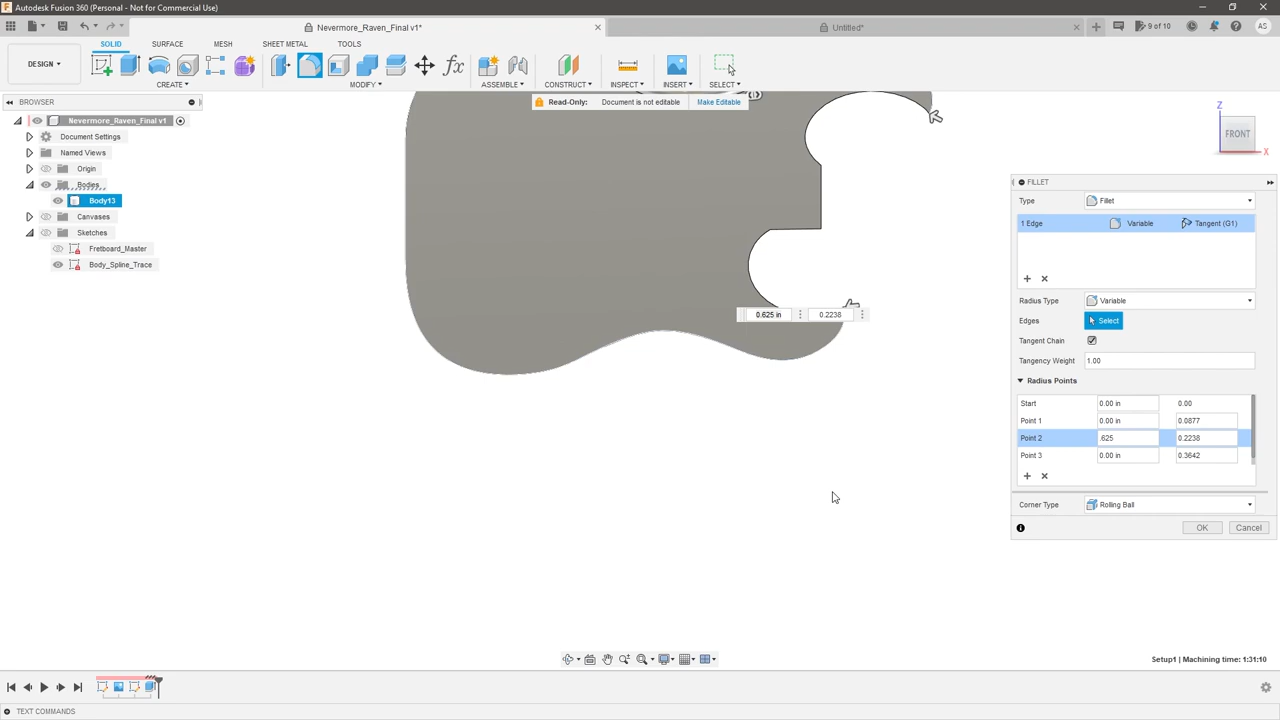 Autodesk Fusion 360 (Personal - Not for Commercial Use)
Nevermore_Raven_Final v1*
Untitled*
9 of 10
AS
DESIGN
SOLID
SURFACE
MESH
SHEET METAL
TOOLS
CREATE
MODIFY
ASSEMBLE
CONSTRUCT
INSPECT
INSERT
SELECT
Read-Only:
Document is not editable
Make Editable
BROWSER
Nevermore_Raven_Final v1
Document Settings
Named Views
Origin
Bodies
Body13
Canvases
Sketches
Fretboard_Master
Body_Spline_Trace
Z
FRONT
X
0.625 in
0.2238
FILLET
Type
Fillet
1 Edge
Variable
Tangent (G1)
Radius Type
Variable
Edges
Select
Tangent Chain
Tangency Weight
1.00
Radius Points
Start
0.00 in
0.00
Point 1
0.00 in
0.0877
Point 2
.625
0.2238
Point 3
0.00 in
0.3642
Corner Type
Rolling Ball
OK
Cancel
Setup1 | Machining time: 1:31:10
TEXT COMMANDS